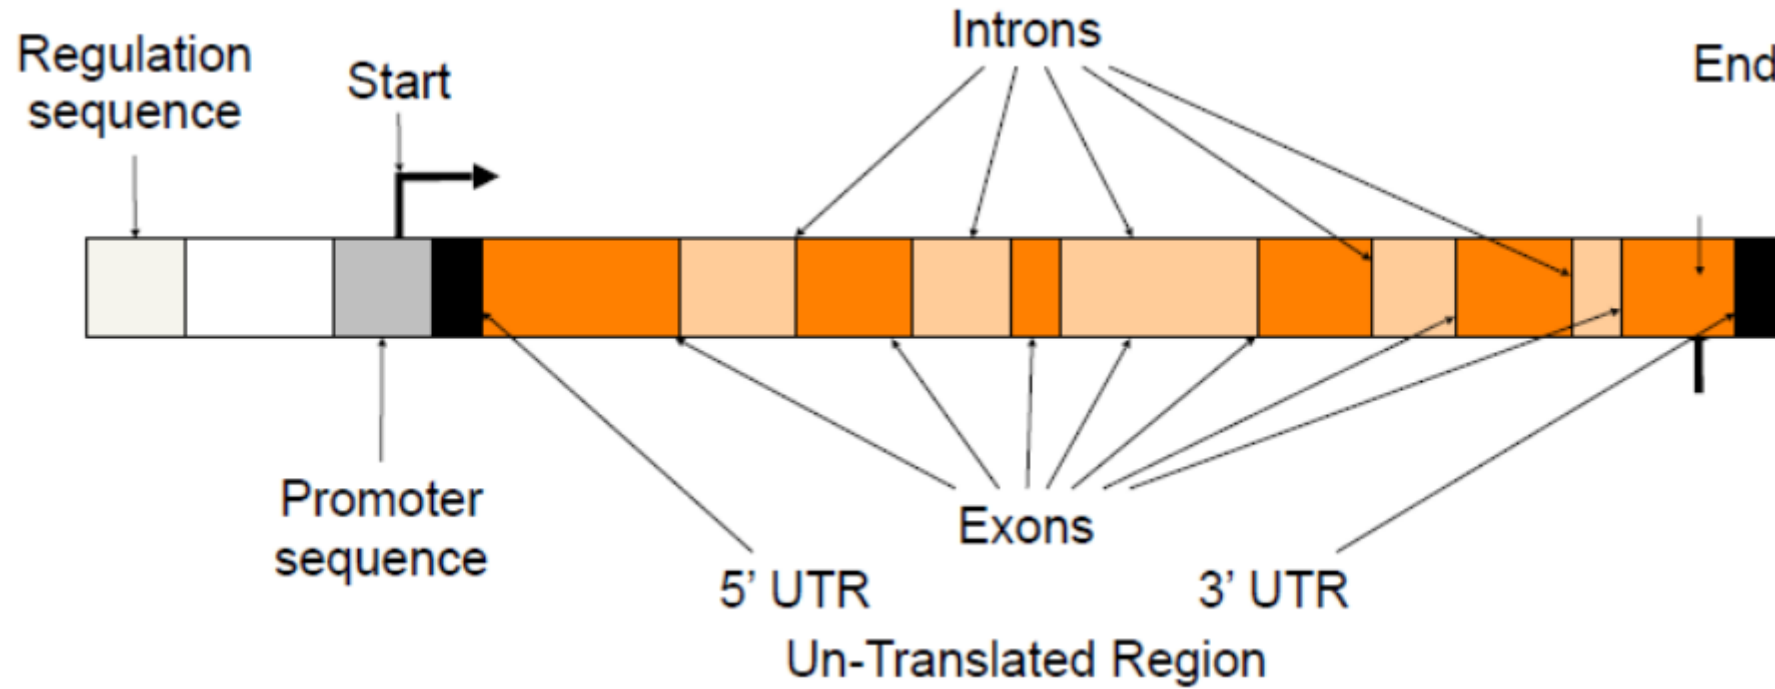 Regulation
sequence
Start
Introns
End
Promoter
sequence
Exons
5’ UTR
3’ UTR
Un-Translated Region